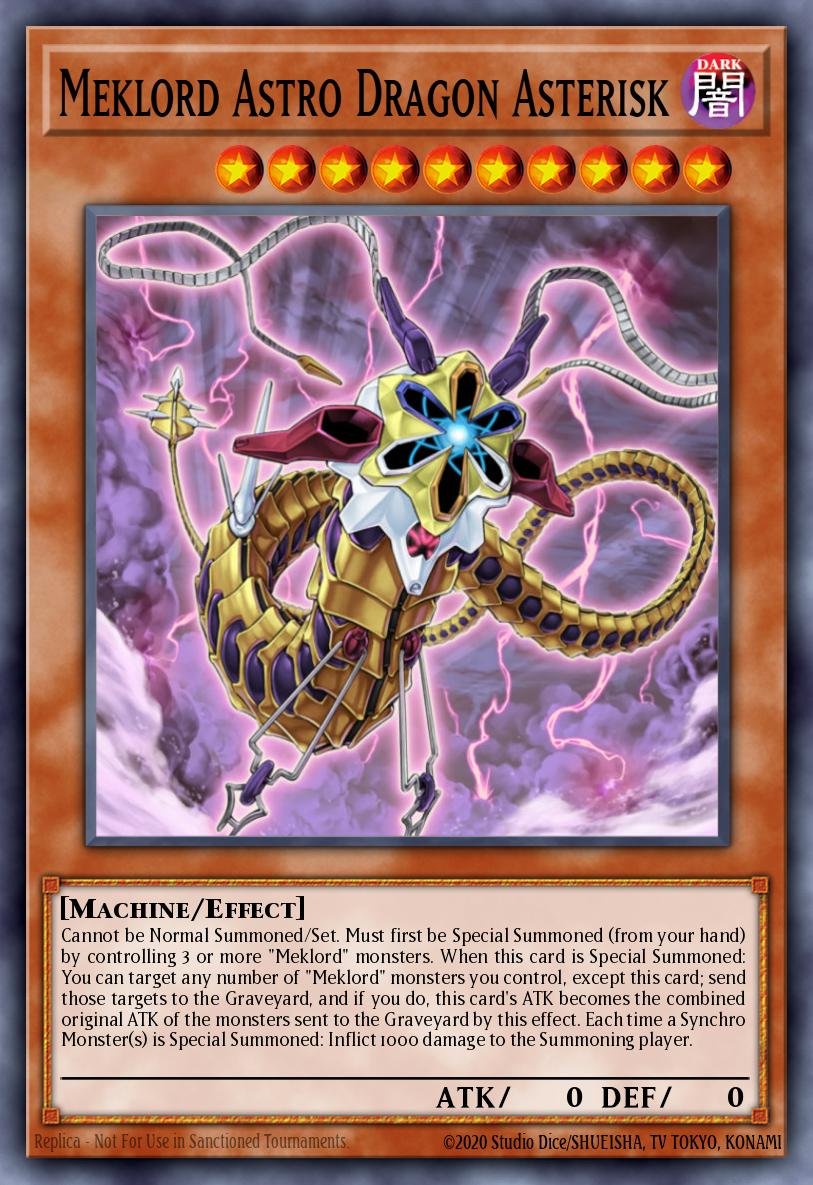 Meklord Astro Dragon Asterisk
DARK
闇
[Machine/Effect]
Cannot be Normal Summoned/Set. Must first be Special Summoned (from your hand)
by controlling 3 or more "Meklord" monsters. When this card is Special Summoned:
You can target any number of "Meklord" monsters you control, except this card; send
those targets to the Graveyard, and if you do, this card's ATK becomes the combined
original ATK of the monsters sent to the Graveyard by this effect. Each time a Synchro
Monster(s) is Special Summoned: Inflict 1000 damage to the Summoning player.
ATK/ 0 DEF/ 0
Replica - Not For Use in Sanctioned Tournaments. ©2020 Studio Dice/SHUEISHA, TV TOKYO, KONAMI